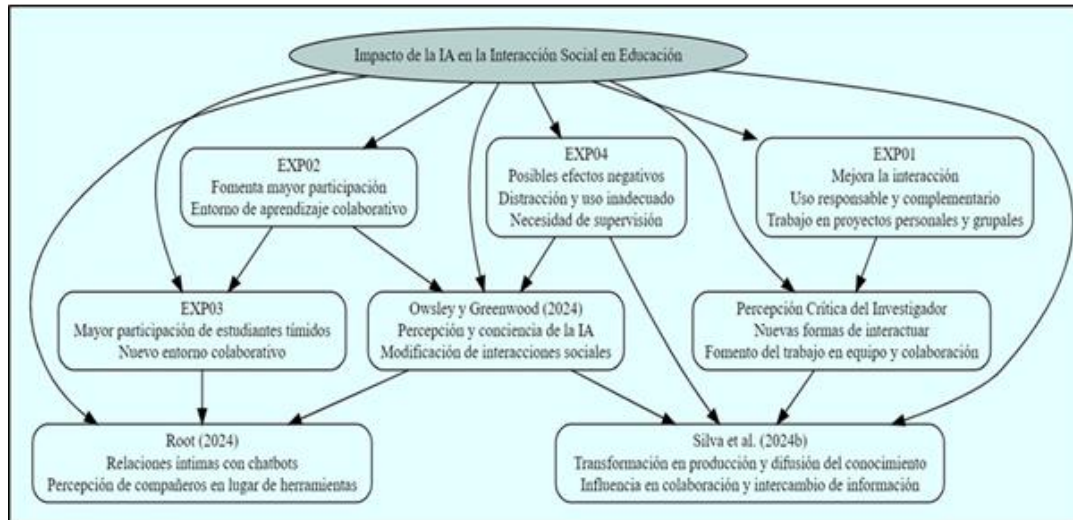 Impacto de la IA en la Interacción Social en Educación
EXP02
Fomenta mayor participación
Entorno de aprendizaje colaborativo
EXP04
Posibles efectos negativos
Distracción y uso inadecuado
Necesidad de supervisión
EXP01
Mejora la interacción
Uso responsable y complementario
Trabajo en proyectos personales y grupales
EXP03
Mayor participación de estudiantes tímidos
Nuevo entorno colaborativo
Owsley y Greenwood (2024)
Percepción y conciencia de la IA
Modificación de interacciones sociales
Percepción Crítica del Investigador
Nuevas formas de interactuar
Fomento del trabajo en equipo y colaboración
Root (2024)
Relaciones íntimas con chatbots
Percepción de compañeros en lugar de herramientas
Silva et al. (2024b)
Transformación en producción y difusión del conocimiento
Influencia en colaboración y intercambio de información